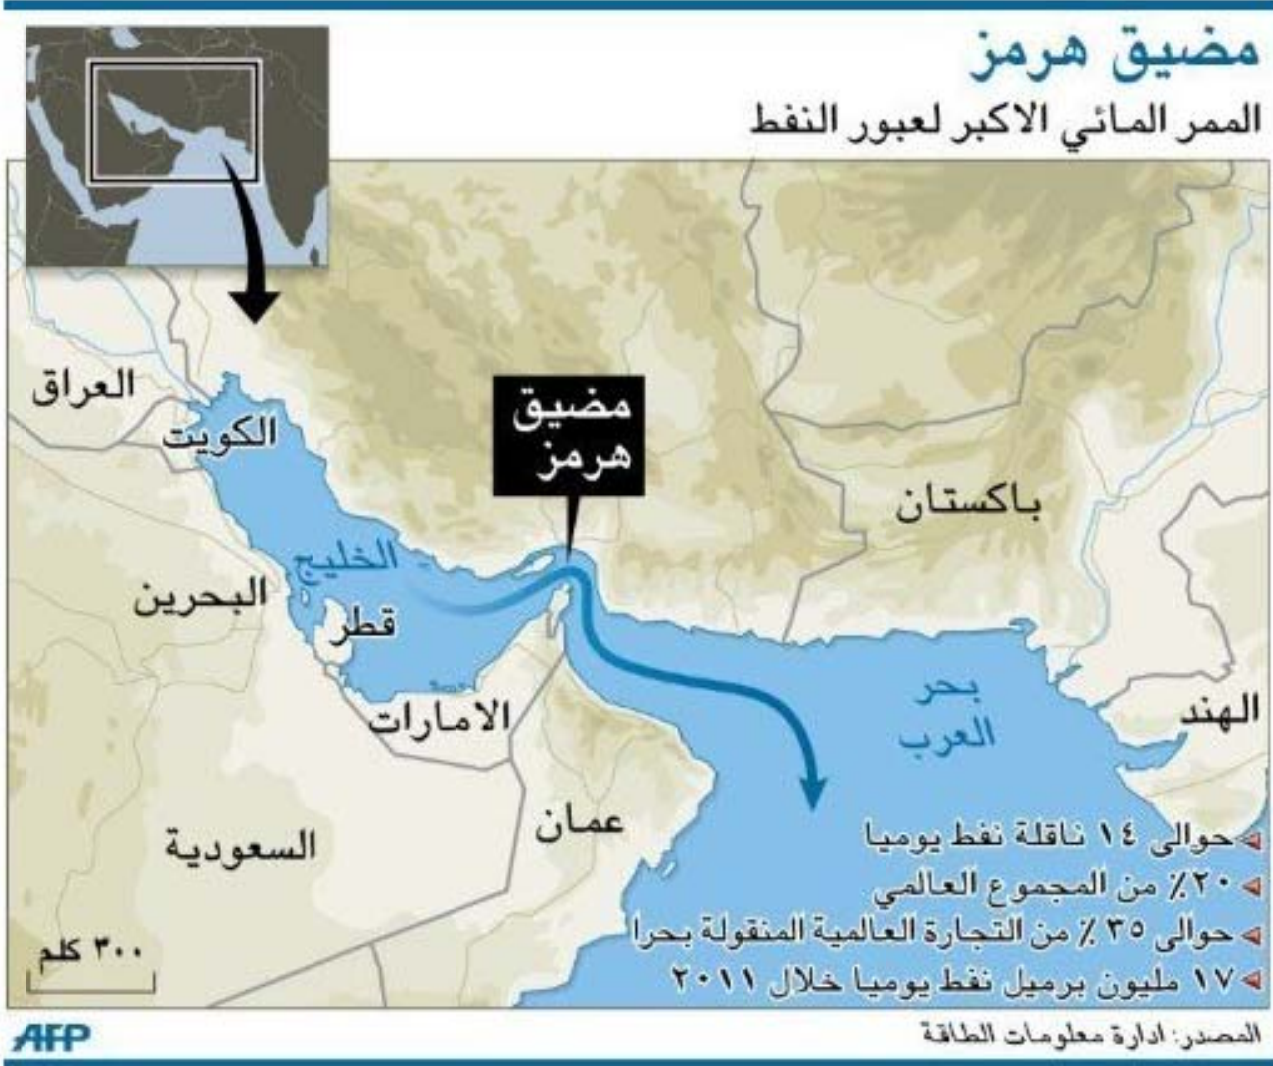 مضيق هرمز
الممر المائي الاكبر لعبور النفط
العراق
الكويت
مضيق
هرمز
باكستان
الخليج
البحرين
قطر
الامارات
بحر
العرب
الهند
عمان
السعودية
حوالى ١٤ ناقلة نفط يوميا
٢٠٪ من المجموع العالمي
حوالى ٣٥ ٪ من التجارة العالمية المنقولة بحرا
١٧ مليون برميل نفط يوميا خلال ٢٠١١
٣٠٠ كلم
المصدر: ادارة معلومات الطاقة
AFP